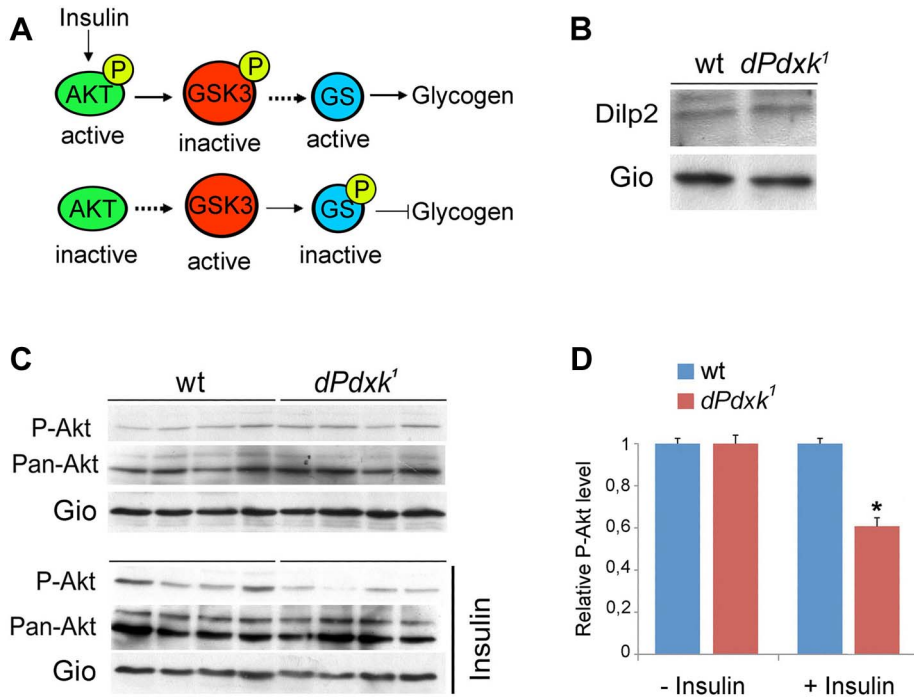 A
Insulin
P
P
AKT
GSK3
GS
Glycogen
active
inactive
active
P
AKT
GSK3
GS
Glycogen
inactive
active
inactive
B
wt dPdxk¹
Dilp2
Gio
C
wt dPdxk¹
P-Akt
Pan-Akt
Gio
P-Akt
Pan-Akt
Gio
Insulin
D
wt
dPdxk¹
Relative P-Akt level
1
0,8
0,6
0,4
0,2
0
*
- Insulin + Insulin